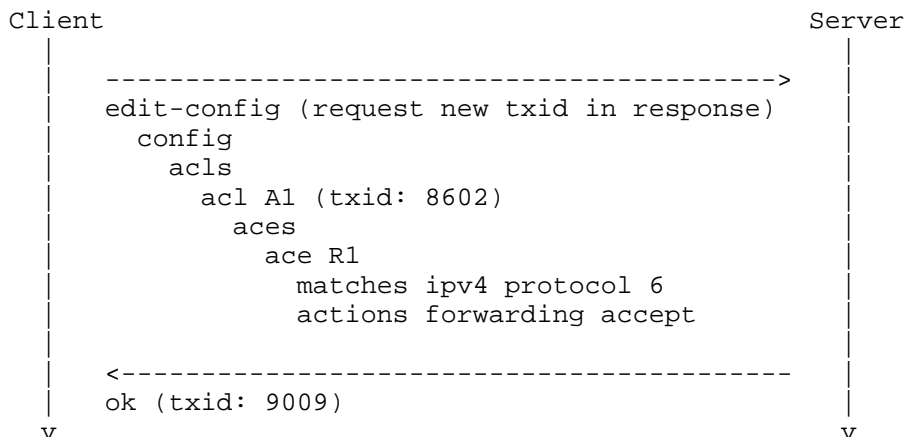 Client Server
------------------------------------------>
edit-config (request new txid in response)
config
acls
acl A1 (txid: 8602)
aces
ace R1
matches ipv4 protocol 6
actions forwarding accept
<------------------------------------------
ok (txid: 9009)
v v